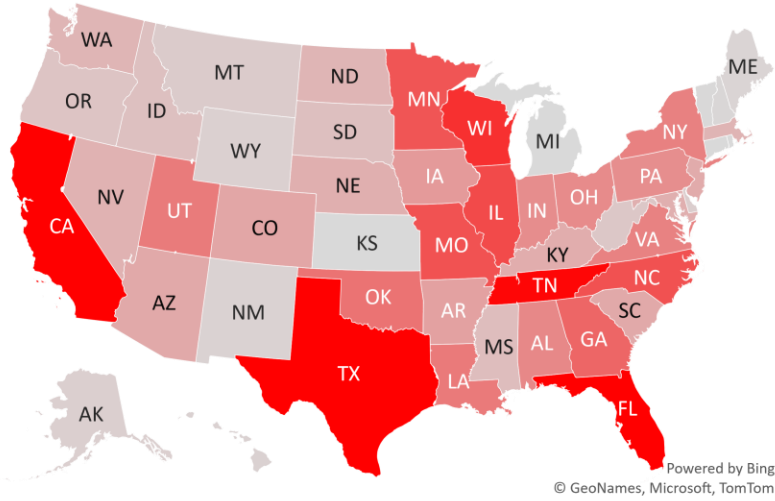 WA
MT
ND
ME
OR
ID
MN
WI
SD
MI
NY
WY
IA
NE
PA
NV
UT
CO
IL
IN
OH
CA
KS
MO
KY
VA
TN
NC
AZ
NM
OK
AR
SC
MS
AL
GA
TX
LA
AK
FL
Powered by Bing
© GeoNames, Microsoft, TomTom